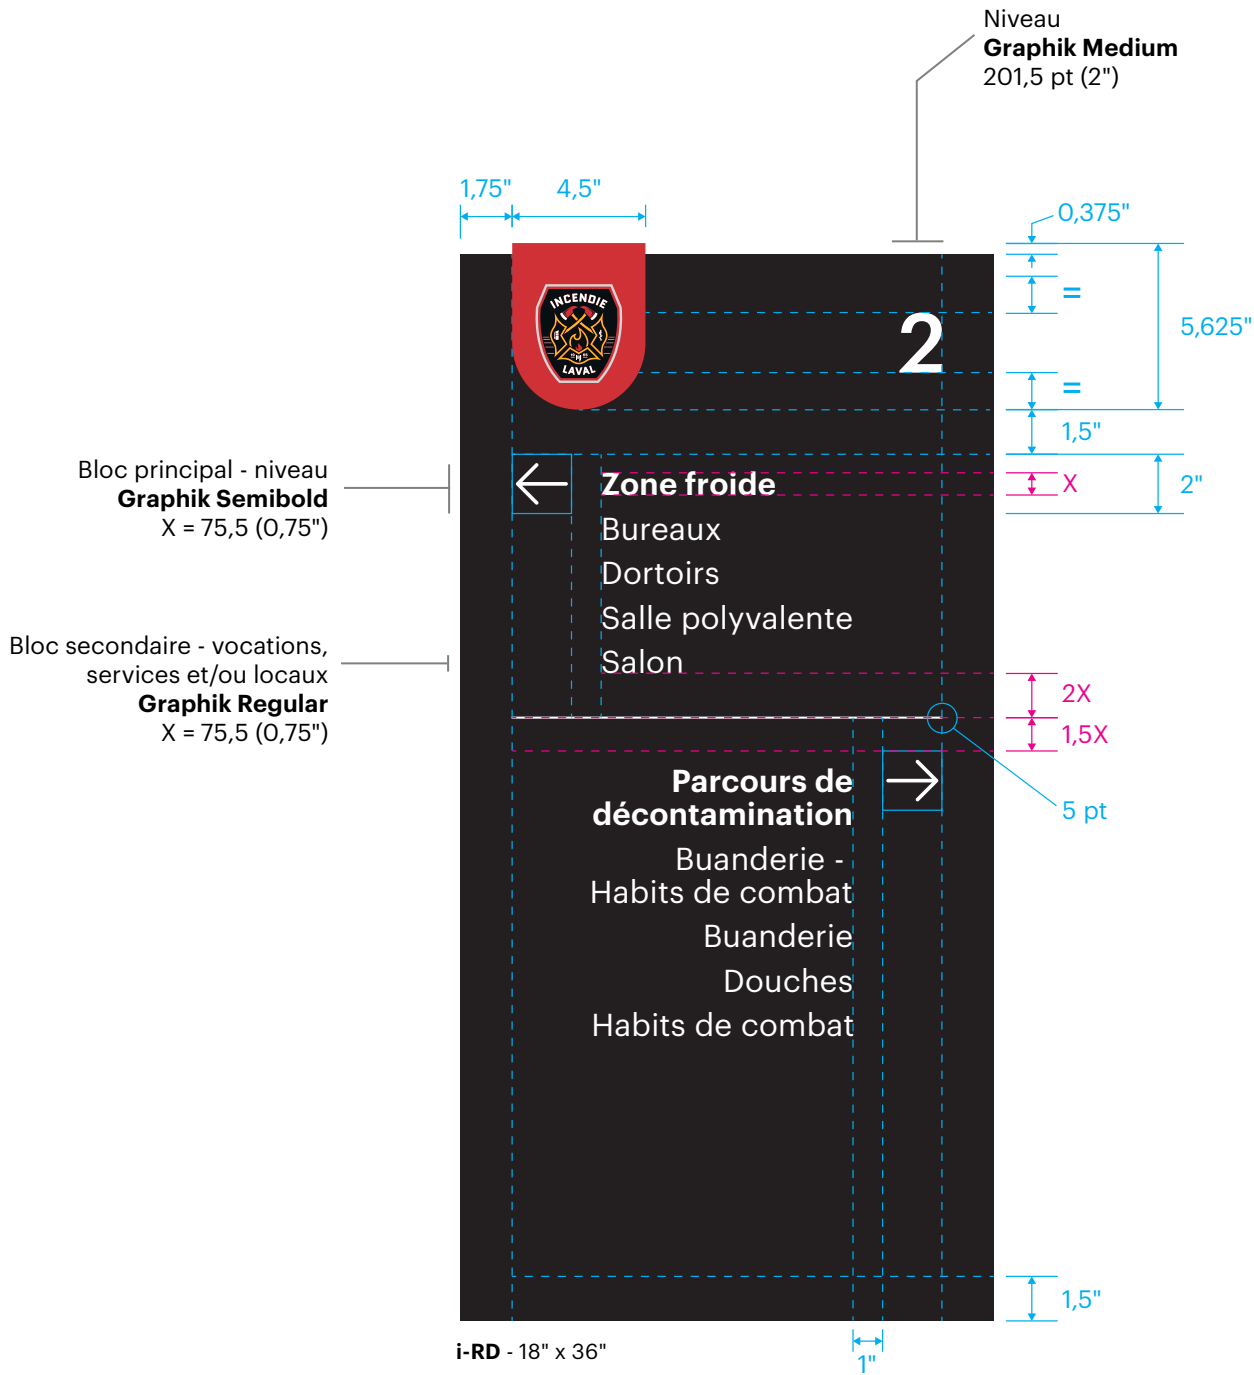 Niveau
Graphik Medium
201,5 pt (2")
1,75"
4,5"
0,375"
=
5,625"
=
1,5"
INCENDIE
LAVAL
2
Bloc principal - niveau
Graphik Semibold
X = 75,5 (0,75")
Zone froide
X
2"
Bureaux
Dortoirs
Salle polyvalente
Salon
Bloc secondaire - vocations,
services et/ou locaux
Graphik Regular
X = 75,5 (0,75")
2X
1,5X
5 pt
Parcours de
décontamination
Buanderie -
Habits de combat
Buanderie
Douches
Habits de combat
1,5"
i-RD - 18" x 36"
1"